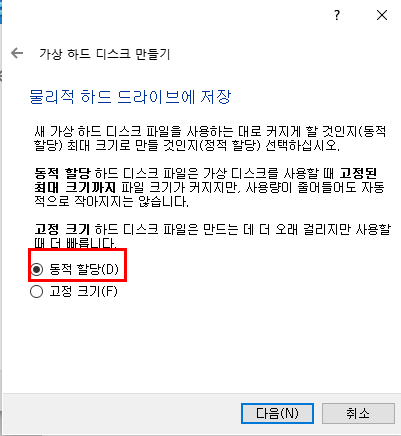 ?
가상 하드 디스크 만들기
물리적 하드 드라이브에 저장
새 가상 하드 디스크 파일을 사용하는 대로 커지게 할 것인지(동적
할당) 최대 크기로 만들 것인지(정적 할당) 선택하십시오.
동적 할당 하드 디스크 파일은 가상 디스크를 사용할 때 고정된
최대 크기까지 파일 크기가 커지지만, 사용량이 줄어들어도 자동
적으로 작아지지는 않습니다.
고정 크기 하드 디스크 파일은 만드는 데 더 오래 걸리지만 사용할
때 더 빠릅니다.
동적 할당(D)
고정 크기(F)
다음(N) 취소